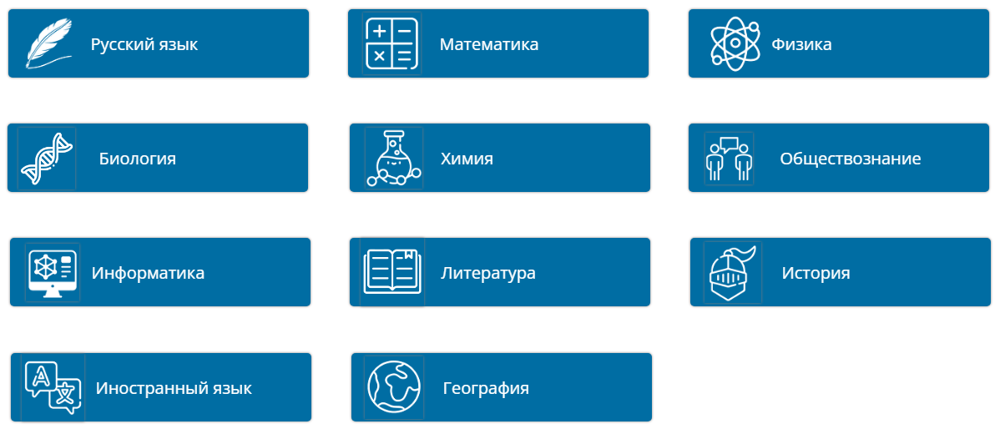 Русский язык
Математика
Физика
Биология
Химия
Обществознание
Информатика
Литература
История
Иностранный язык
География